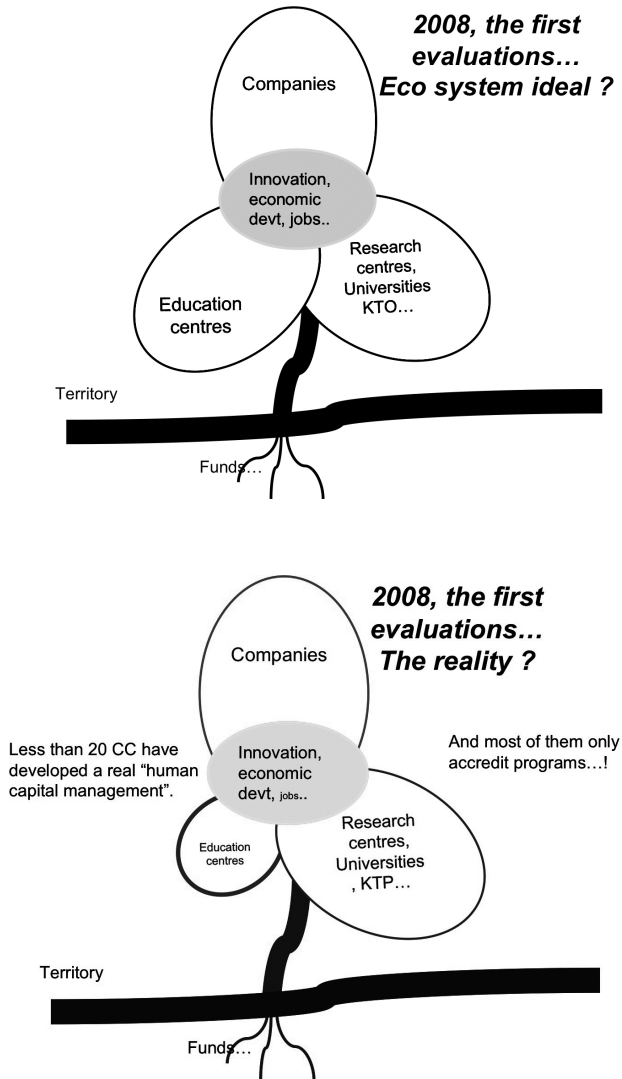 2008, the first
evaluations…
Eco system ideal ?
Companies
Innovation,
economic
devt, jobs..
Research
centres,
Universities
KTO…
Education
centres
Territory
Funds…
2008, the first
evaluations…
The reality ?
Companies
Less than 20 CC have
developed a real “human
capital management”.
And most of them only
accredit programs…!
Innovation,
economic
devt, jobs..
Research
centres,
Universities
, KTP…
Education
centres
Territory
Funds…